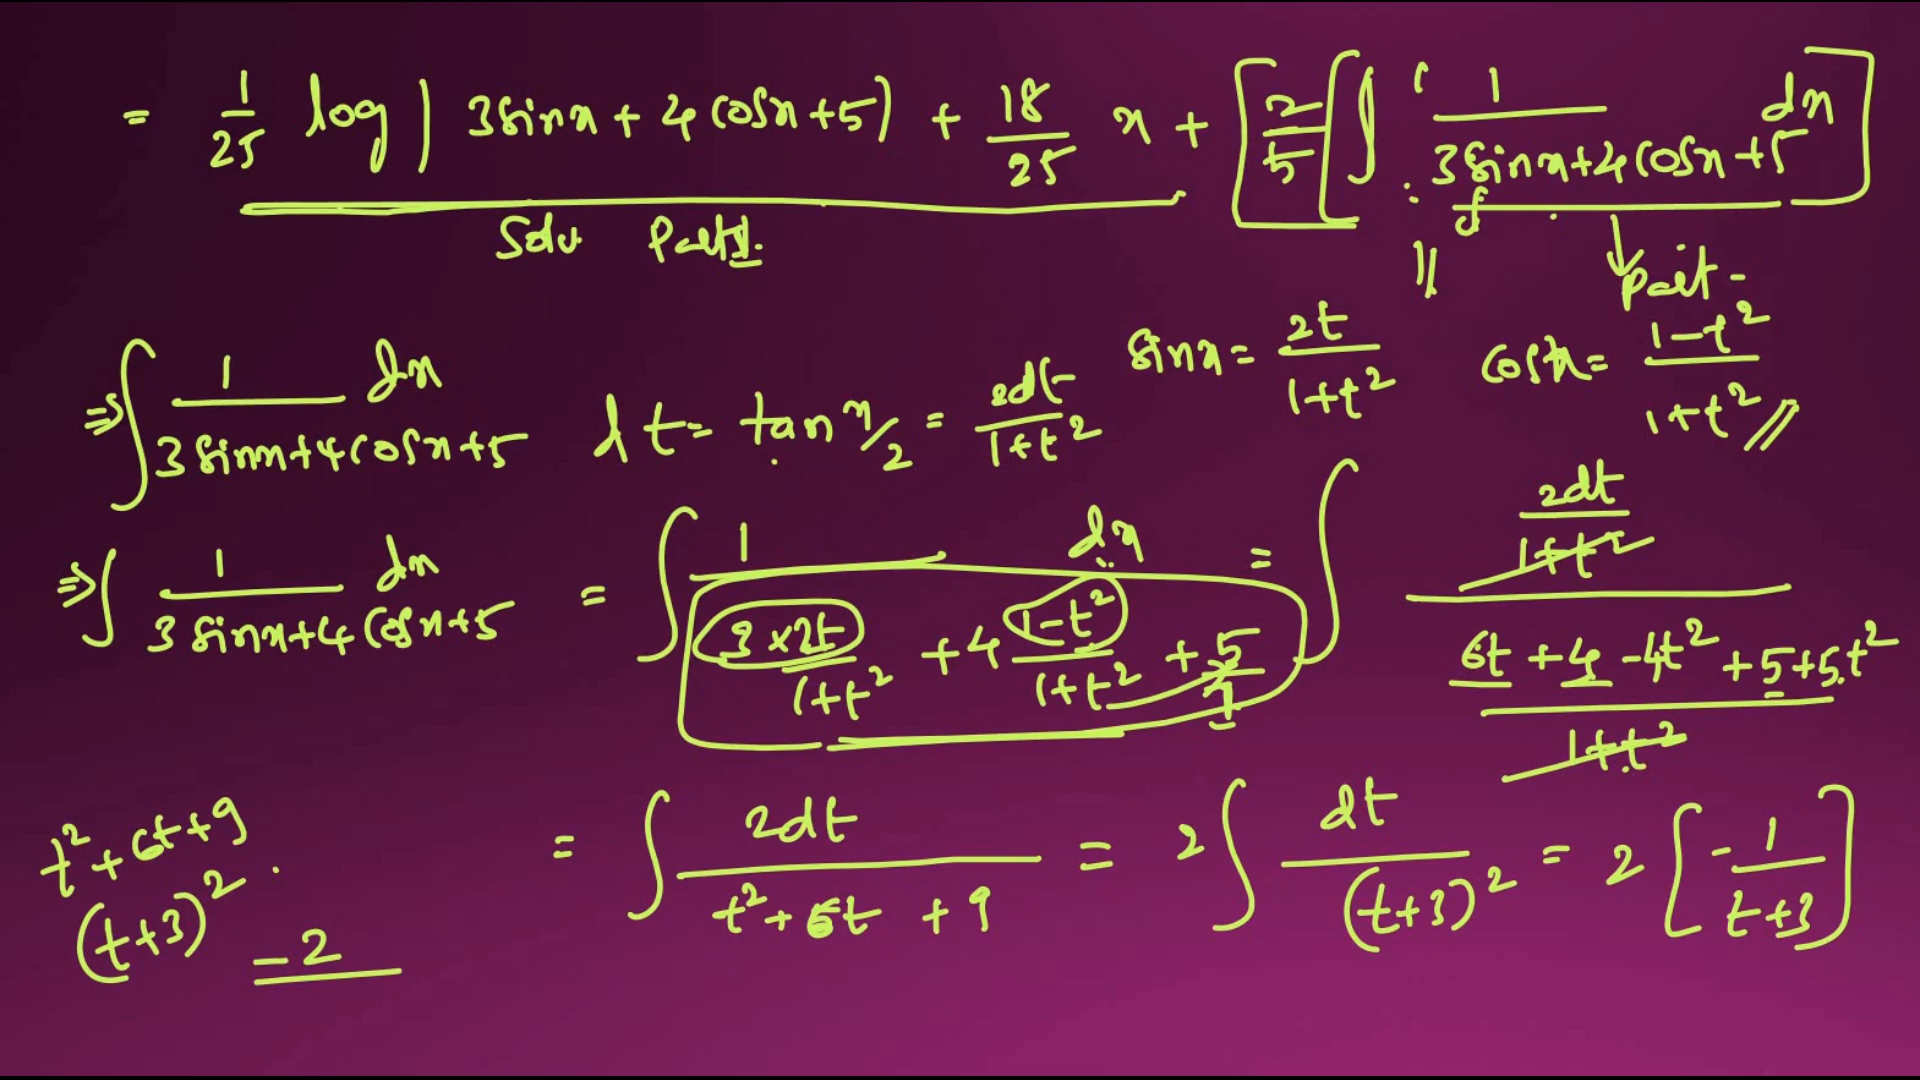 = 1/25 log | 3sinx + 4cosx + 5) + 18/25 x + [ 2/5 [ ∫ 1/(3sinx + 4cosx + 5) dx ]
Part -
⇒ ∫ 1/(3sinx + 4cosx + 5) dx t = tan x/2 = 2dt/(1+t²) sinx = 2t/(1+t²) cosx = (1-t²)/(1+t²) //
⇒ ∫ 1/(3sinx + 4cosx + 5) dx = ∫ 1/(3×2t/(1+t²) + 4 (1-t²)/(1+t²) + 5/1) dx = ∫ (2dt/(1+t²))/((6t + 4 - 4t² + 5 + 5t²)/(1+t²))
= ∫ 2dt/(t² + 6t + 9) = 2 ∫ dt/(t+3)² = 2 [ -1/(t+3) ]
t² + 6t + 9
(t+3)²
-2